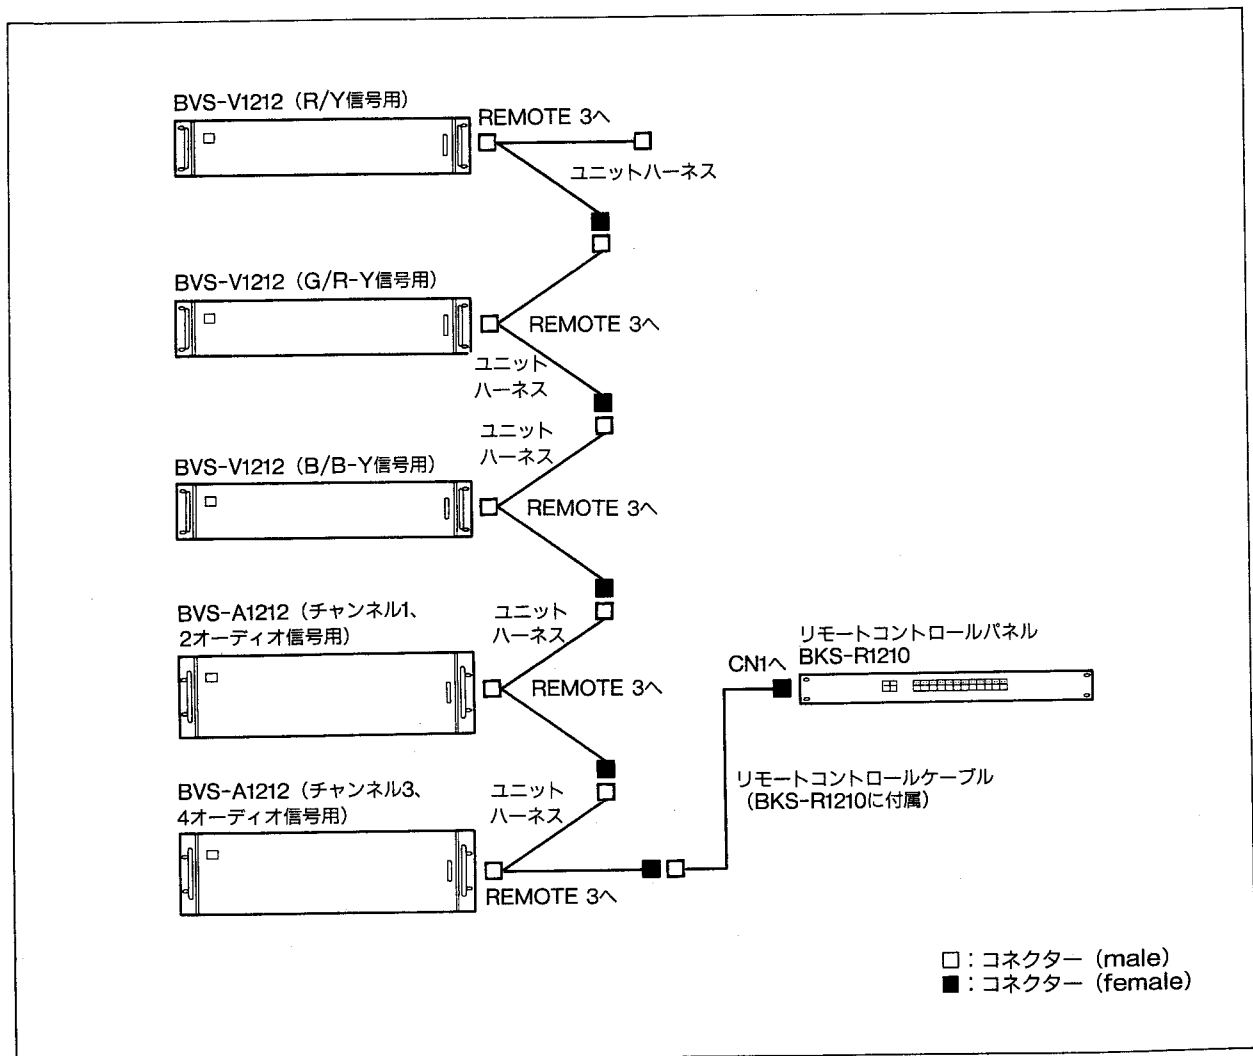 BVS-V1212（R/Y信号用）
REMOTE 3へ
ユニットハーネス
BVS-V1212（G/R-Y信号用）
REMOTE 3へ
ユニット
ハーネス
ユニット
ハーネス
BVS-V1212（B/B-Y信号用）
REMOTE 3へ
BVS-A1212（チャンネル1、
2オーディオ信号用）
ユニット
ハーネス
REMOTE 3へ
リモートコントロールパネル
BKS-R1210
CN1へ
BVS-A1212（チャンネル3、
4オーディオ信号用）
ユニット
ハーネス
REMOTE 3へ
リモートコントロールケーブル
（BKS-R1210に付属）
□：コネクター（male）
■：コネクター（female）